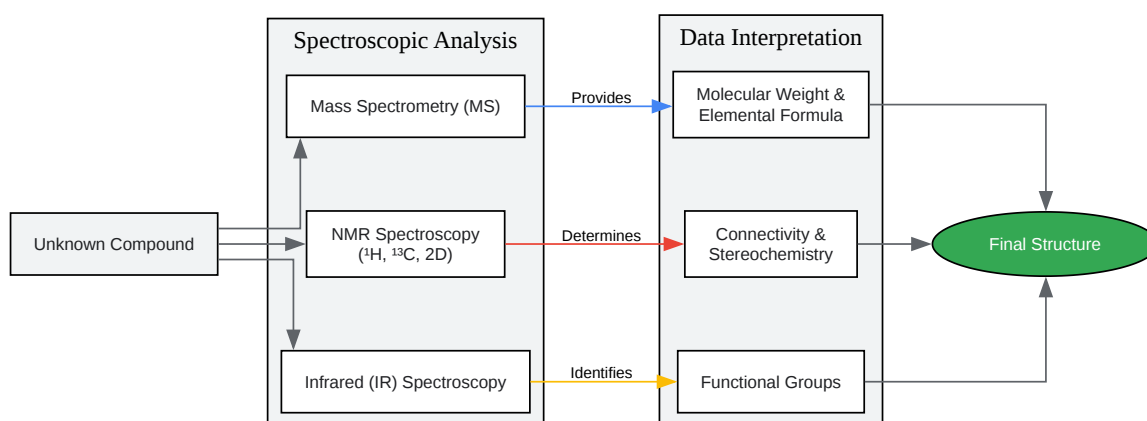 Spectroscopic Analysis
Data Interpretation
Mass Spectrometry (MS)
Provides
Molecular Weight &
Elemental Formula
Unknown Compound
NMR Spectroscopy
(¹H, ¹³C, 2D)
Determines
Connectivity &
Stereochemistry
Final Structure
Infrared (IR) Spectroscopy
Identifies
Functional Groups